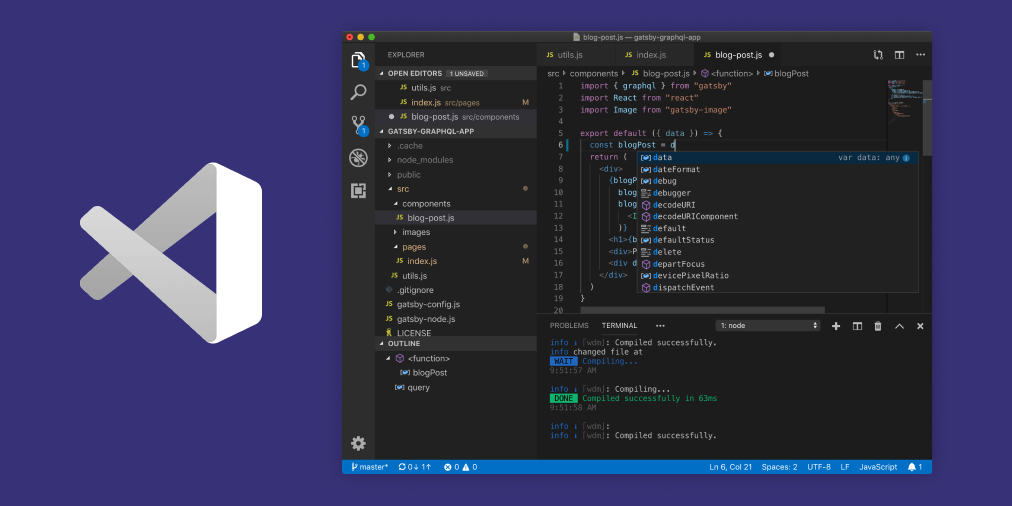 blog-post.js — gatsby-graphql-app
EXPLORER
OPEN EDITORS 1 UNSAVED
JS utils.js src
JS index.js src/pages M
JS blog-post.js src/components
GATSBY-GRAPHQL-APP
.cache
node_modules
public
src
components
JS blog-post.js
images
pages
JS index.js M
JS utils.js
.gitignore
JS gatsby-config.js
JS gatsby-node.js
LICENSE
OUTLINE
<function>
blogPost
query
1
1
JS utils.js JS index.js JS blog-post.js
src components JS blog-post.js <function> blogPost
1 import { graphql } from "gatsby"
2 import React from "react"
3 import Image from "gatsby-image"
4
5 export default ({ data }) => {
6 const blogPost = d
7 return (
8 <div>
9 {blogP
10 blog
11 blog
12 <I
13 )}
14 <h1>{b
15 <div>P
16 <div d
17 </div>
18 )
19 }
20
data var data: any
dateFormat
debug
debugger
decodeURI
decodeURIComponent
default
defaultStatus
delete
departFocus
devicePixelRatio
dispatchEvent
PROBLEMS TERMINAL ••• 1: node
info ｢wdm｣: Compiled successfully.
info changed file at
WAIT Compiling...
9:51:57 AM
info ｢wdm｣: Compiling...
DONE Compiled successfully in 63ms
9:51:58 AM
info ｢wdm｣:
info ｢wdm｣: Compiled successfully.
master* 0↓ 1↑ 0 0 Ln 6, Col 21 Spaces: 2 UTF-8 LF JavaScript 1